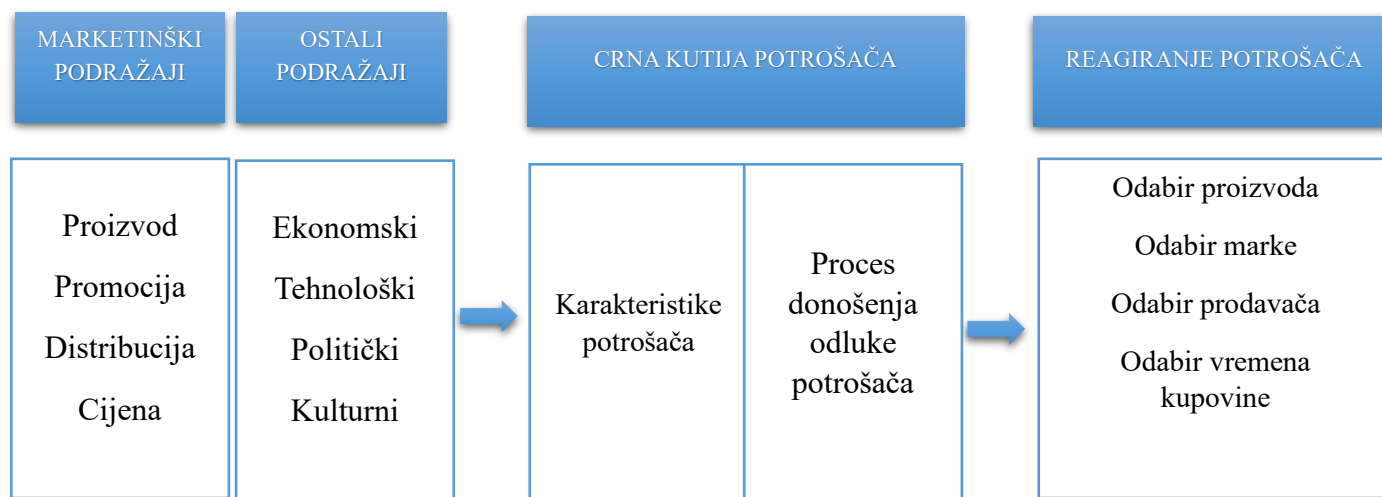 MARKETINŠKI
PODRAŽAJI
OSTALI
PODRAŽAJI
CRNA KUTIJA POTROŠAČA
REAGIRANJE POTROŠAČA
Proizvod
Promocija
Distribucija
Cijena
Ekonomski
Tehnološki
Politički
Kulturni
Karakteristike
potrošača
Proces
donošenja
odluke
potrošača
Odabir proizvoda
Odabir marke
Odabir prodavača
Odabir vremena
kupovine